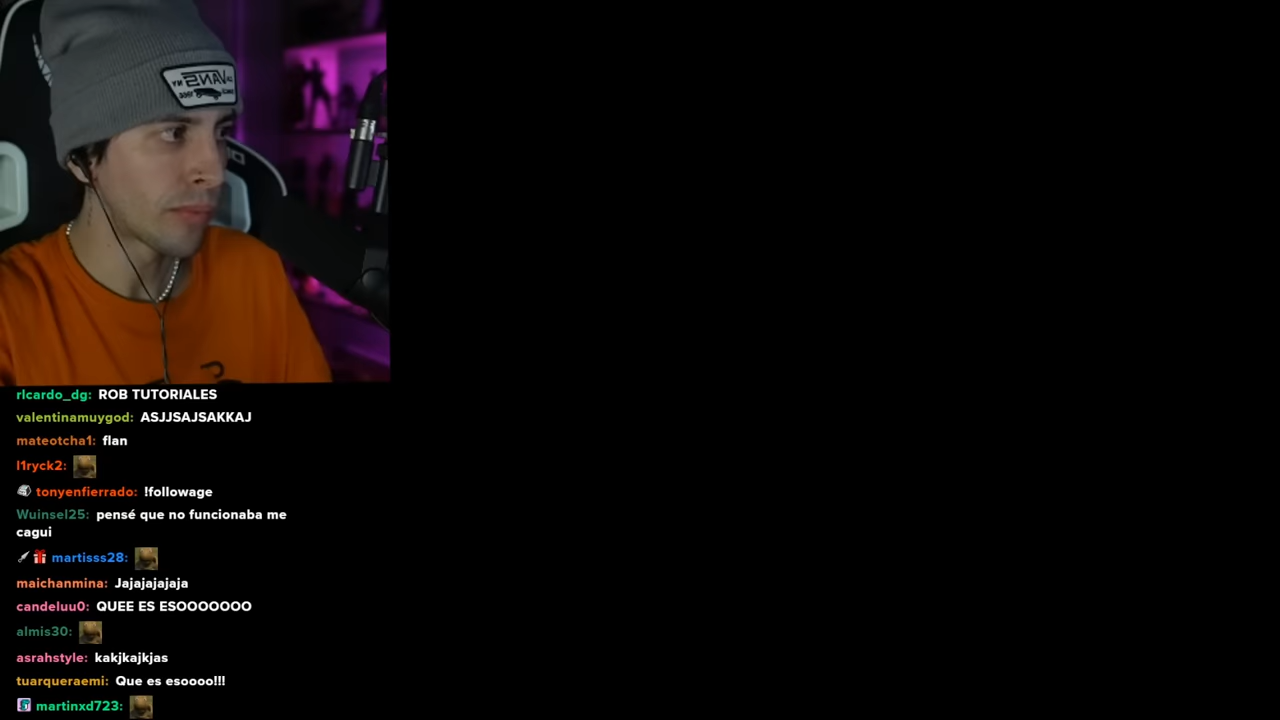 VANS
rlcardo_dg: ROB TUTORIALES
valentinamuygod: ASJJSAJSAKKAJ
mateotcha1: flan
l1ryck2:
tonyenfierrado: !followage
Wuinsel25: pensé que no funcionaba me
cagui
martisss28:
maichanmina: Jajajajajaja
candeluu0: QUEE ES ESOOOOOOO
almis30:
asrahstyle: kakjkajkjas
tuarqueraemi: Que es esoooo!!!
martinxd723: